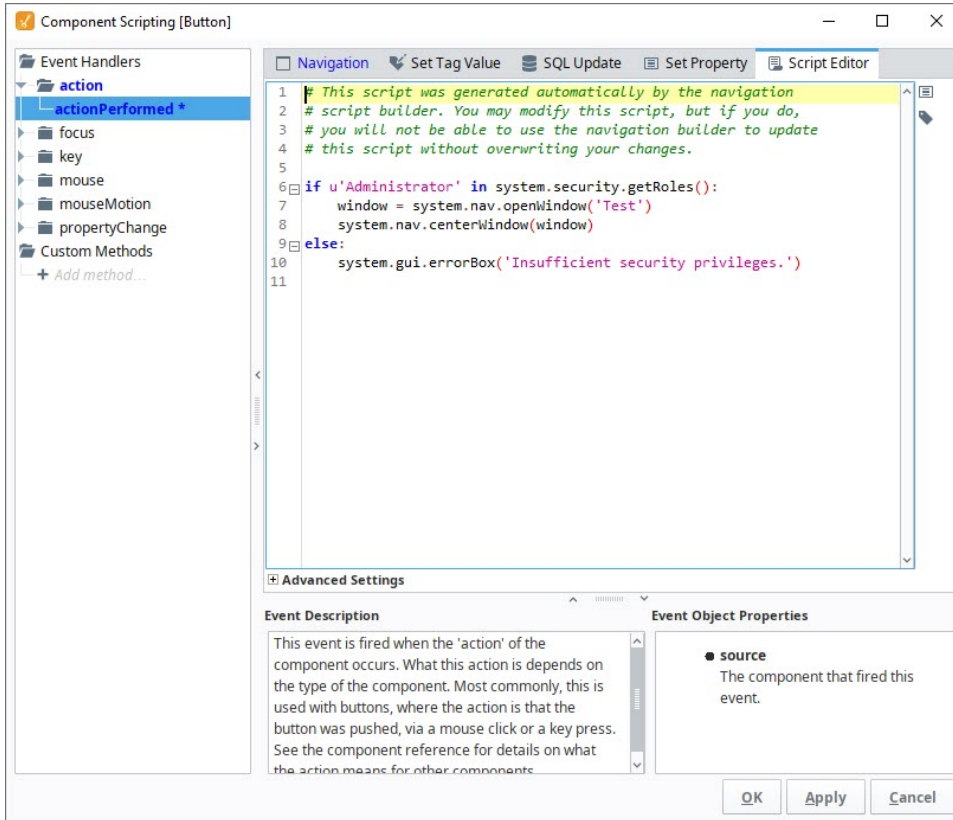 Component Scripting [Button]
Event Handlers
action
actionPerformed *
focus
key
mouse
mouseMotion
propertyChange
Custom Methods
Add method...
Navigation
Set Tag Value
SQL Update
Set Property
Script Editor
1 # This script was generated automatically by the navigation
2 # script builder. You may modify this script, but if you do,
3 # you will not be able to use the navigation builder to update
4 # this script without overwriting your changes.
5
6 if u'Administrator' in system.security.getRoles():
7     window = system.nav.openWindow('Test')
8     system.nav.centerWindow(window)
9 else:
10     system.gui.errorBox('Insufficient security privileges.')
11
Advanced Settings
Event Description
This event is fired when the 'action' of the
component occurs. What this action is depends on
the type of the component. Most commonly, this is
used with buttons, where the action is that the
button was pushed, via a mouse click or a key press.
See the component reference for details on what
the action means for other components
Event Object Properties
source
The component that fired this
event.
OK
Apply
Cancel